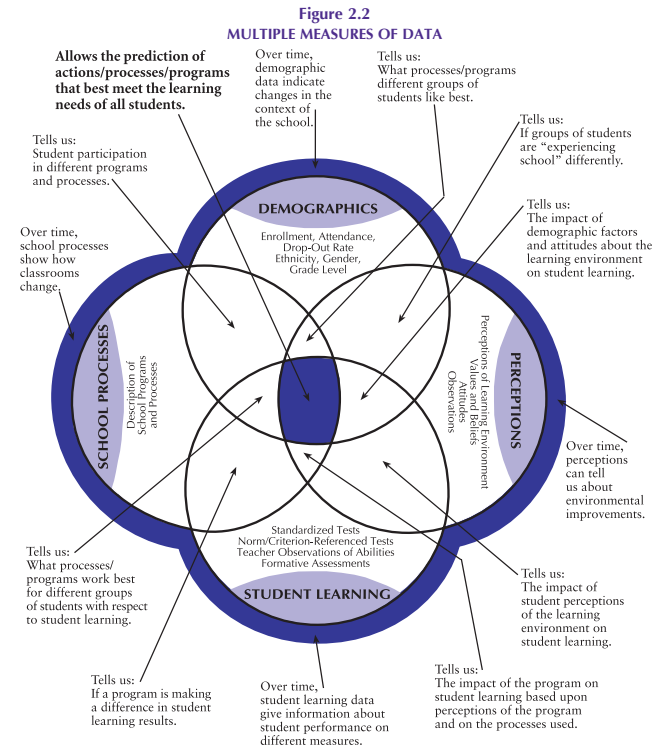 Figure 2.2
MULTIPLE MEASURES OF DATA
Allows the prediction of
actions/processes/programs
that best meet the learning
needs of all students.
Over time,
demographic
data indicate
changes in the
context of
the school.
Tells us:
What processes/programs
different groups of
students like best.
Tells us:
If groups of students
are “experiencing
school” differently.
Tells us:
Student participation
in different programs
and processes.
Tells us:
The impact of
demographic factors
and attitudes about the
learning environment
on student learning.
Over time,
school processes
show how
classrooms
change.
DEMOGRAPHICS
Enrollment, Attendance,
Drop-Out Rate
Ethnicity, Gender,
Grade Level
SCHOOL PROCESSES
Description of
School Programs
and Processes
PERCEPTIONS
Perceptions of Learning Environment
Values and Beliefs
Attitudes
Observations
Standardized Tests
Norm/Criterion-Referenced Tests
Teacher Observations of Abilities
Formative Assessments
STUDENT LEARNING
Over time,
perceptions
can tell
us about
environmental
improvements.
Tells us:
What processes/
programs work best
for different groups
of students with respect
to student learning.
Tells us:
The impact of
student perceptions
of the learning
environment on
student learning.
Tells us:
If a program is making
a difference in student
learning results.
Over time,
student learning data
give information about
student performance on
different measures.
Tells us:
The impact of the program on
student learning based upon
perceptions of the program
and on the processes used.